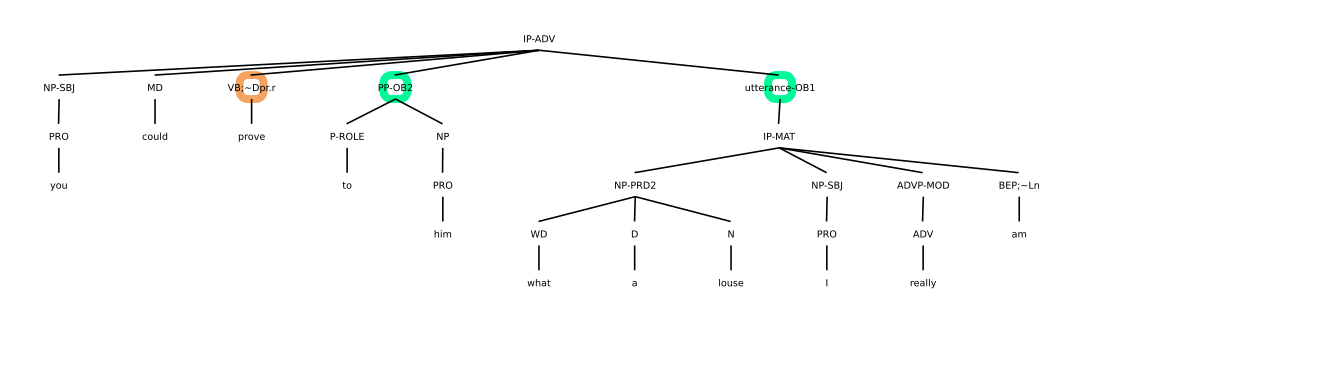 IP-ADV
NP-SBJ MD VB;~Dpr.r PP-OB2 utterance-OB1
PRO could prove P-ROLE NP IP-MAT
you to PRO NP-PRD2 NP-SBJ ADVP-MOD BEP;~Ln
him WD D N PRO ADV am
what a louse I really